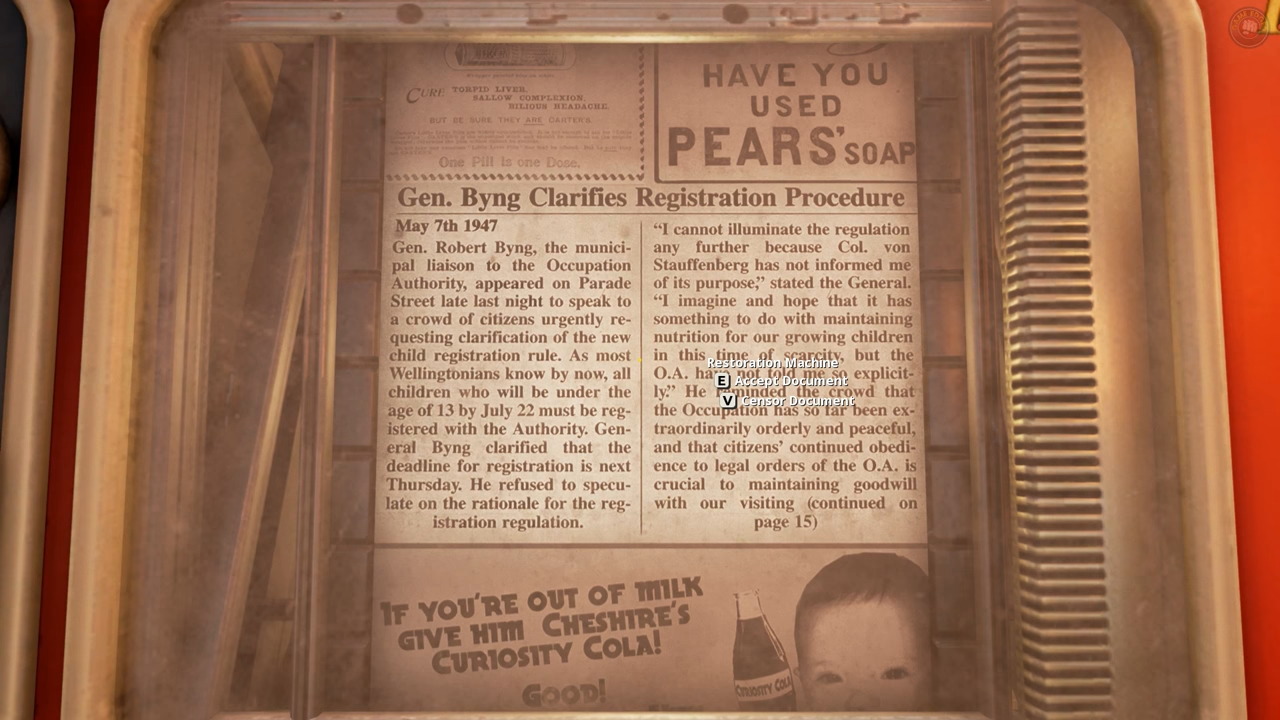 CURE TORPID LIVER,
SALLOW COMPLEXION,
BILIOUS HEADACHE.
BUT BE SURE THEY ARE CARTER'S.
One Pill is one Dose.
HAVE YOU
USED
PEARS' SOAP
Gen. Byng Clarifies Registration Procedure
May 7th 1947
Gen. Robert Byng, the munici-
pal liaison to the Occupation
Authority, appeared on Parade
Street late last night to speak to
a crowd of citizens urgently re-
questing clarification of the new
child registration rule. As most
Wellingtonians know by now, all
children who will be under the
age of 13 by July 22 must be reg-
istered with the Authority. Gen-
eral Byng clarified that the
deadline for registration is next
Thursday. He refused to specu-
late on the rationale for the reg-
istration regulation.
“I cannot illuminate the regulation
any further because Col. von
Stauffenberg has not informed me
of its purpose,” stated the General.
“I imagine and hope that it has
something to do with maintaining
nutrition for our growing children
in this time of scarcity, but the
O.A. have not told me so explicit-
ly.” He reminded the crowd that
the Occupation has so far been ex-
traordinarily orderly and peaceful,
and that citizens’ continued obedi-
ence to legal orders of the O.A. is
crucial to maintaining goodwill
with our visiting (continued on
page 15)
Restoration Machine
E Accept Document
V Censor Document
IF YOU'RE OUT OF MILK
GIVE HIM CHESHIRE'S
CURIOSITY COLA!
GOOD!
CURIOSITY COLA